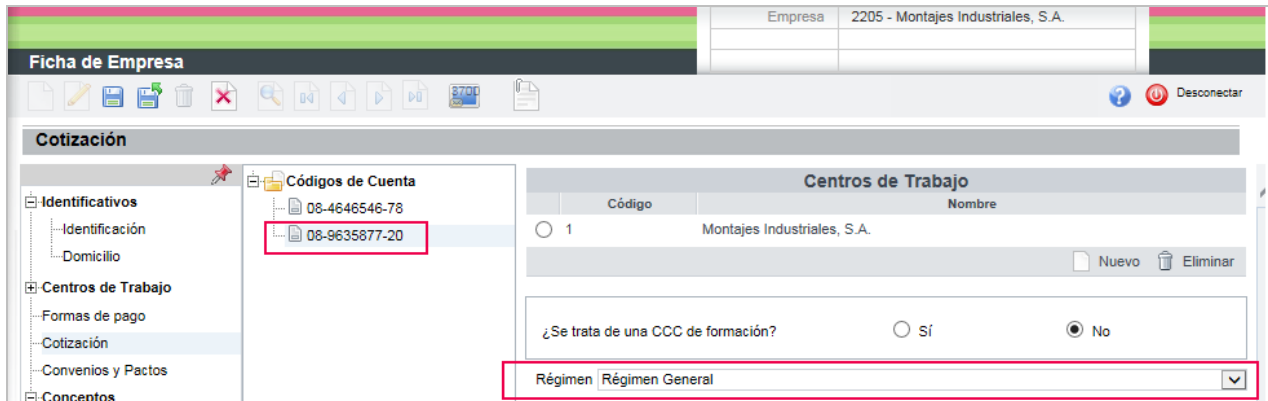 Empresa 2205 - Montajes Industriales, S.A.
Ficha de Empresa
Desconectar
Cotización
Identificativos
Identificación
Domicilio
Centros de Trabajo
Formas de pago
Cotización
Convenios y Pactos
Conceptos
Códigos de Cuenta
08-4646546-78
08-9635877-20
Centros de Trabajo
Código Nombre
1 Montajes Industriales, S.A.
Nuevo Eliminar
¿Se trata de una CCC de formación? Sí No
Régimen Régimen General